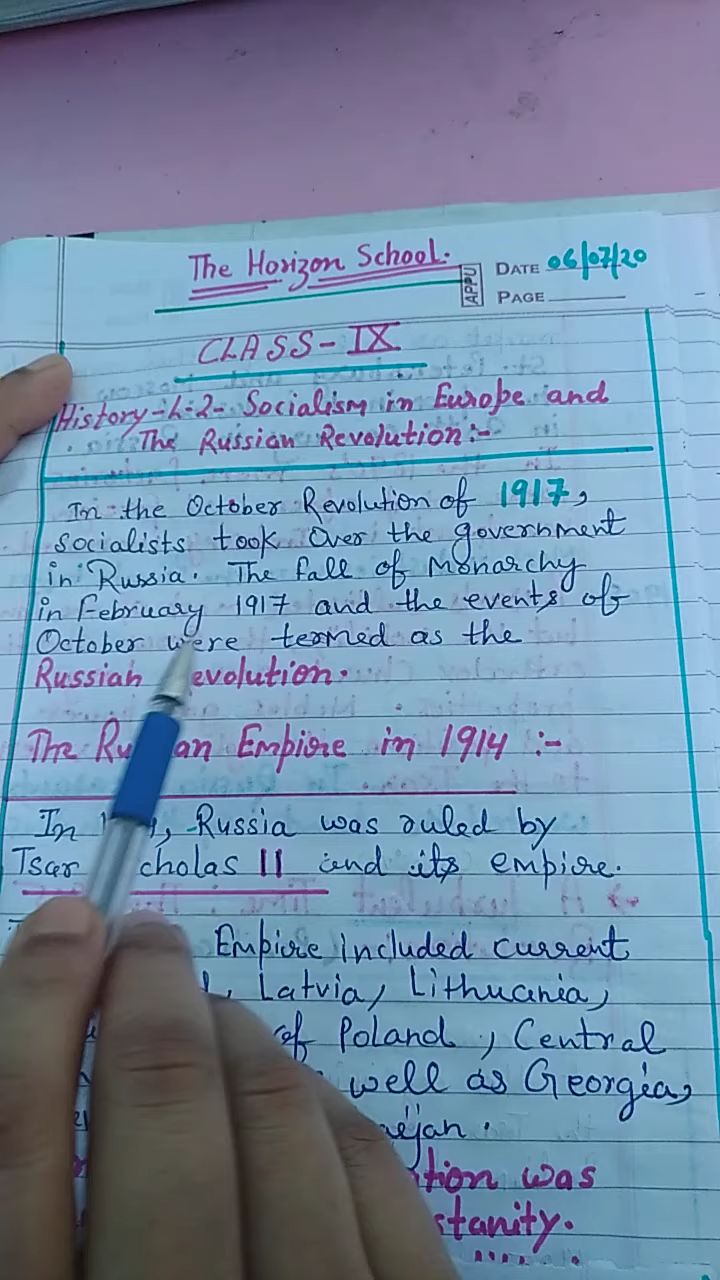 The Horizon School.
APPU
DATE 06/07/20
PAGE
CLASS-IX
History-L-2- Socialism in Europe and
The Russian Revolution:-
In the October Revolution of 1917,
Socialists took over the government
in Russia. The fall of Monarchy
in February 1917 and the events of
October were termed as the
Russian evolution.
The Ru an Empire in 1914 :-
In , Russia was ruled by
Tsar cholas II and its empire.
Empire included current
Latvia, Lithuania,
of Poland, Central
well as Georgia,
was